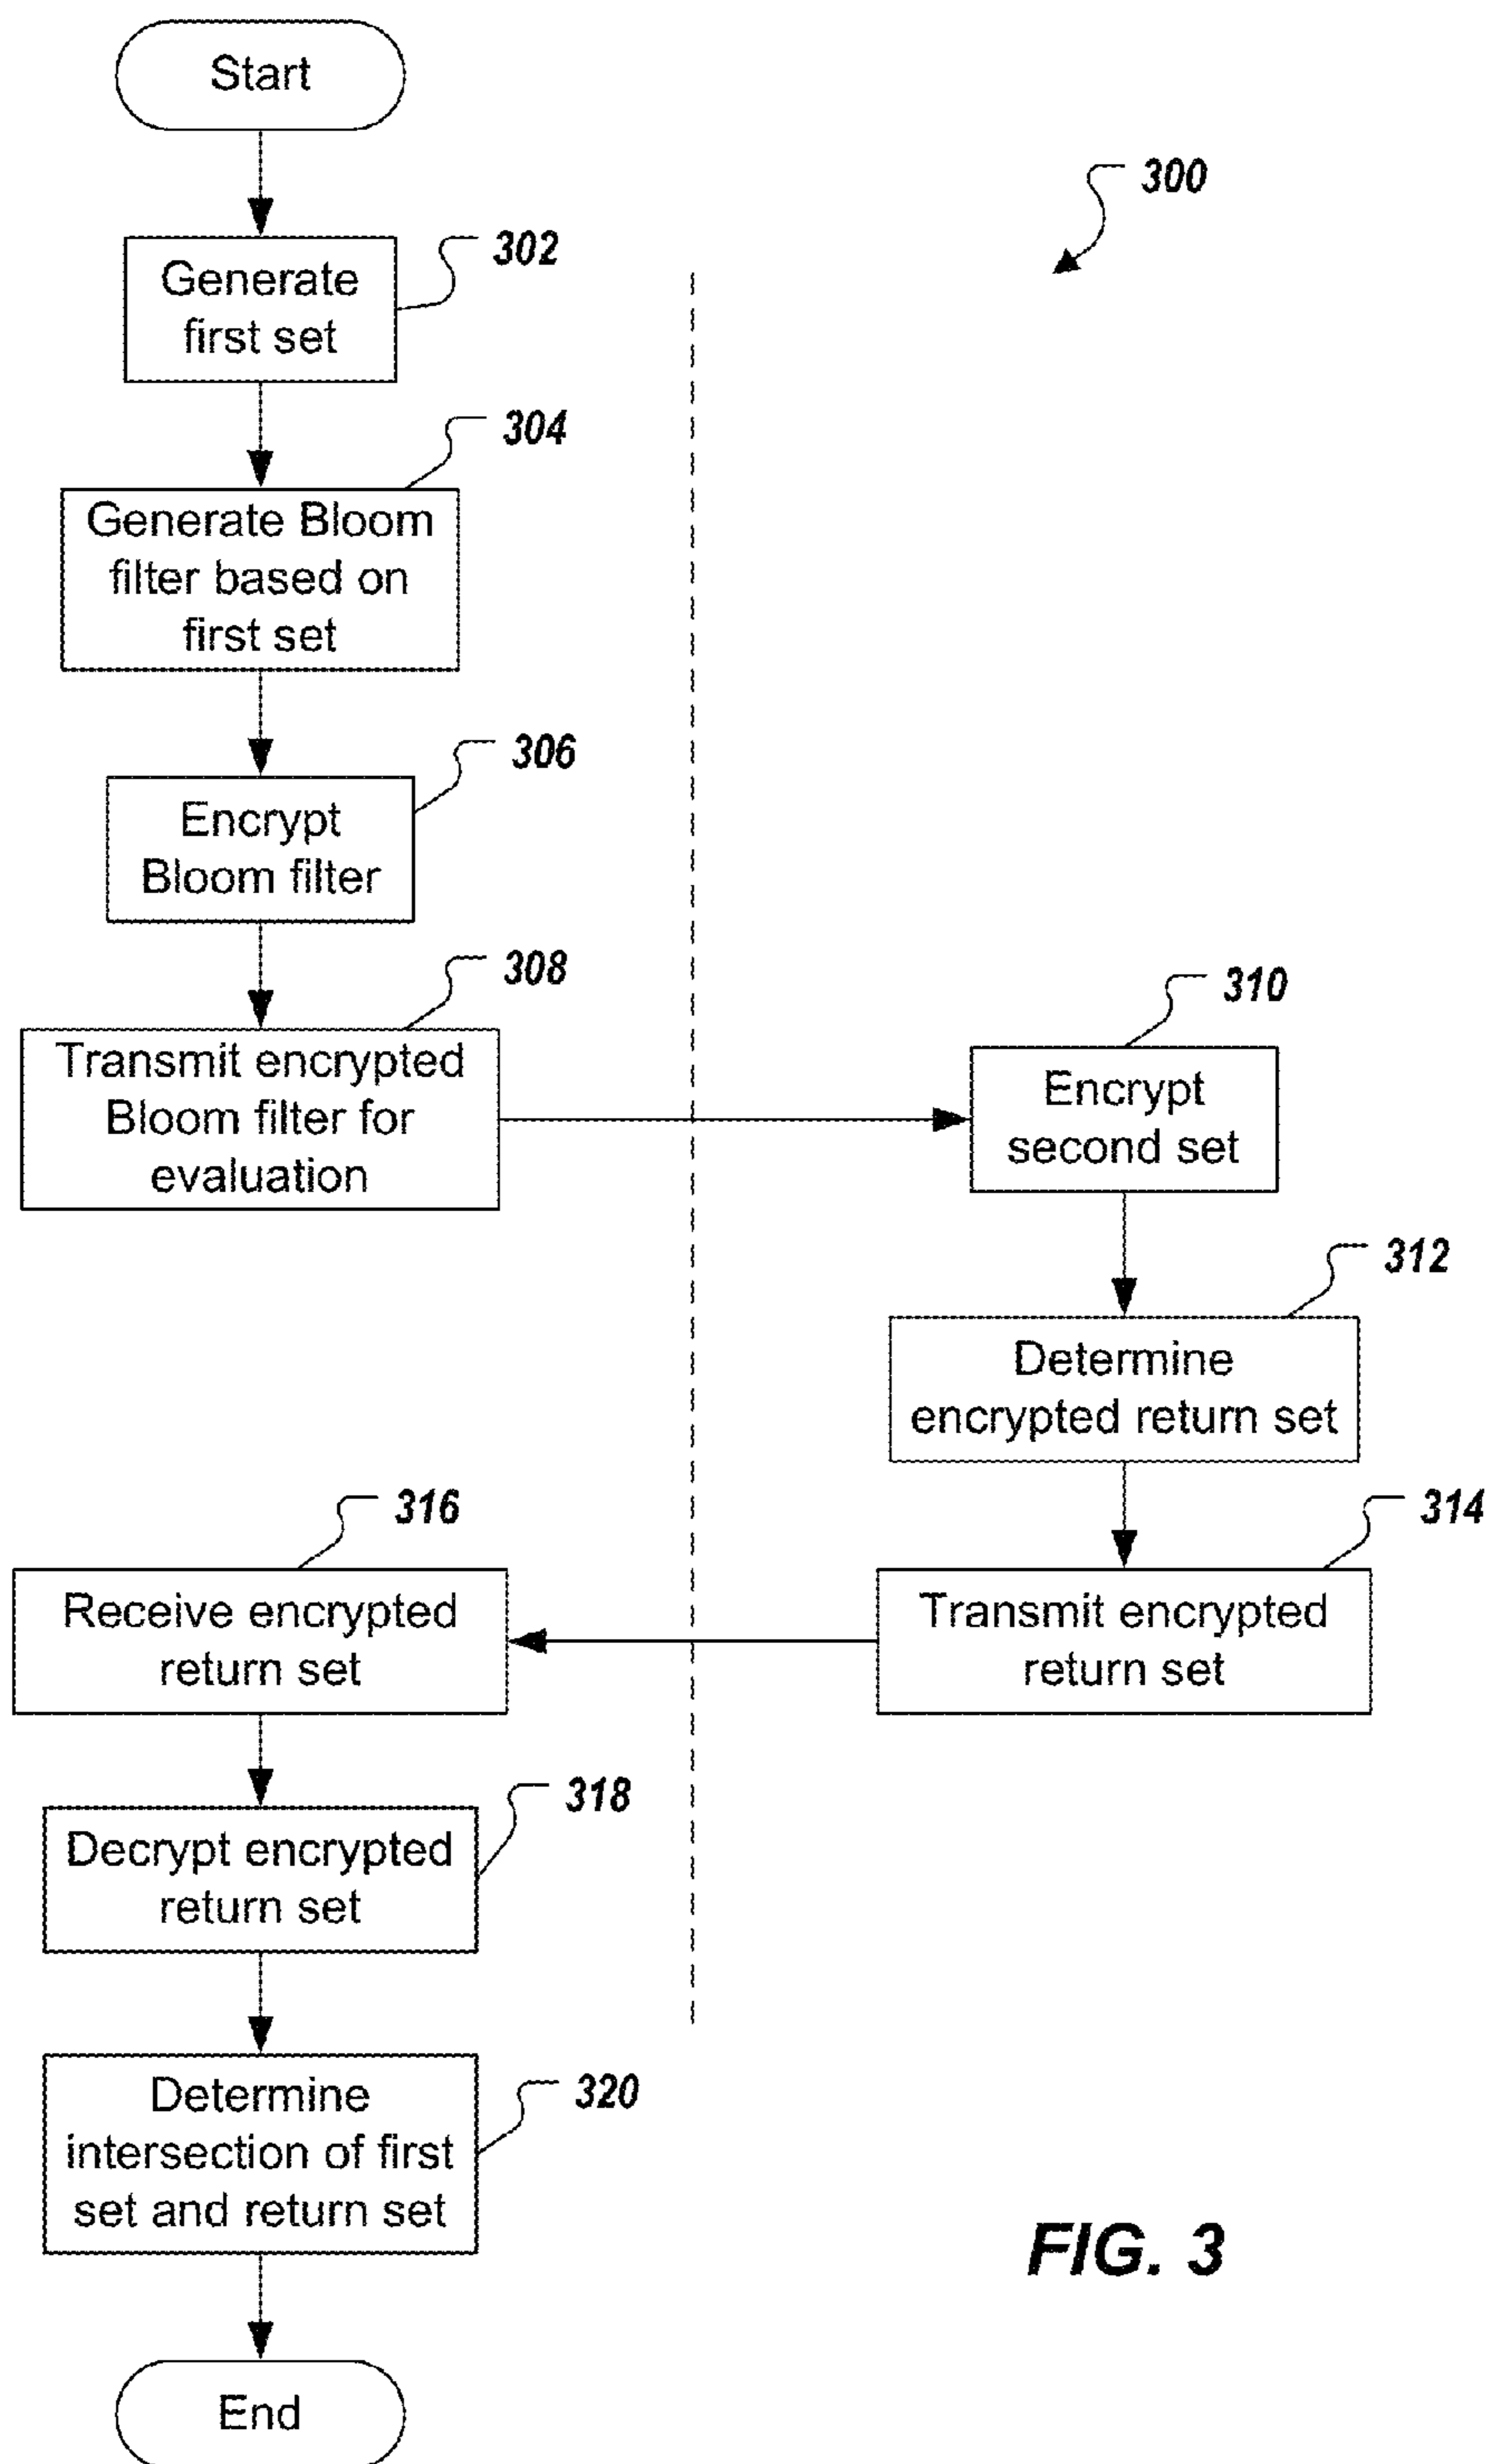 Start
300
302
Generate
first set
304
Generate Bloom
filter based on
first set
306
Encrypt
Bloom filter
308
Transmit encrypted
Bloom filter for
evaluation
310
Encrypt
second set
312
Determine
encrypted return set
314
Transmit encrypted
return set
316
Receive encrypted
return set
318
Decrypt encrypted
return set
320
Determine
intersection of first
set and return set
End
FIG. 3